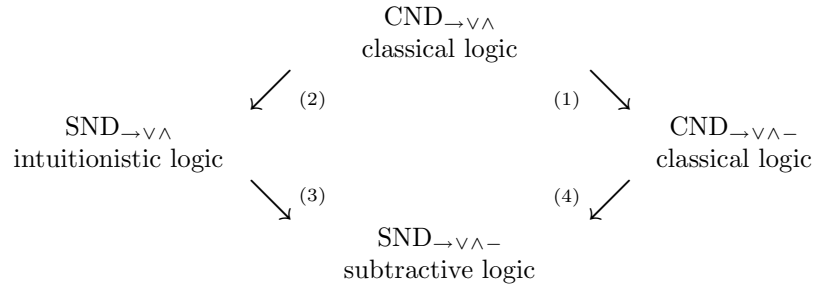 CND→∨∧
classical logic
(2) (1)
SND→∨∧ CND→∨∧−
intuitionistic logic classical logic
(3) (4)
SND→∨∧−
subtractive logic